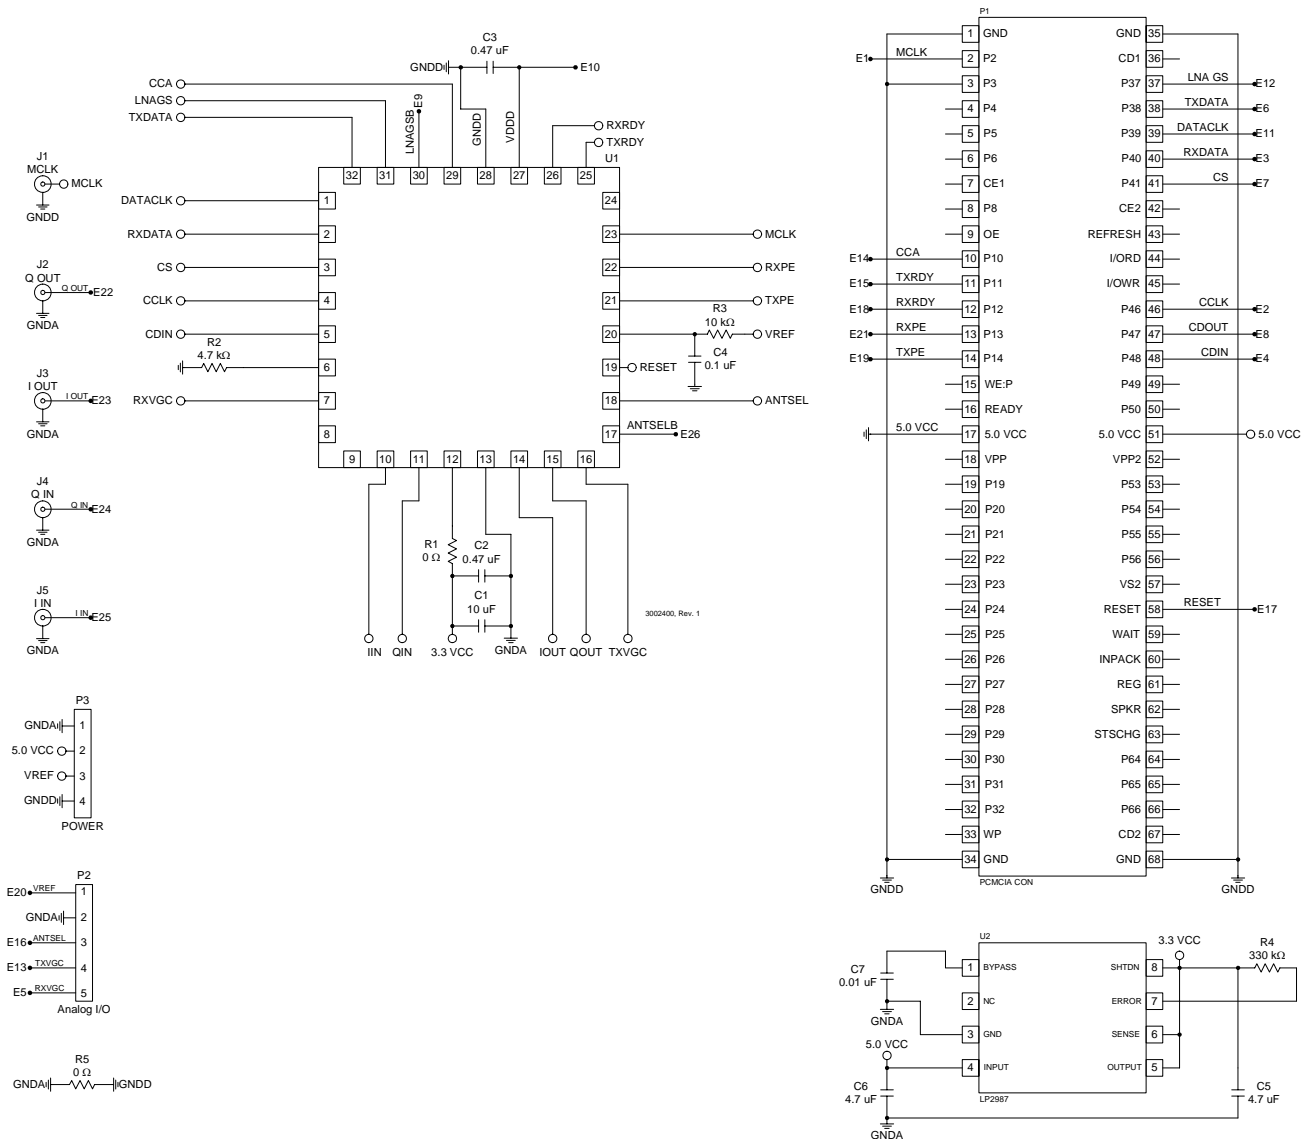 C3
0.47 uF
GNDD
E10
CCA
LNAGS
TXDATA
LNAGSB
E9
GNDD
VDDD
RXRDY
TXRDY
U1
32
31
30
29
28
27
26
25
J1
MCLK
MCLK
GNDD
DATACLK
1
24
RXDATA
2
23
MCLK
CS
3
22
RXPE
CCLK
4
21
TXPE
CDIN
5
20
R3
10 kΩ
VREF
C4
0.1 uF
R2
4.7 kΩ
6
19
RESET
RXVGC
7
18
ANTSEL
8
17
ANTSELB
E26
9
10
11
12
13
14
15
16
J2
Q OUT
Q OUT
E22
GNDA
J3
I OUT
I OUT
E23
GNDA
J4
Q IN
Q IN
E24
GNDA
J5
I IN
I IN
E25
GNDA
R1
0 Ω
C2
0.47 uF
C1
10 uF
3002400, Rev. 1
IIN
QIN
3.3 VCC
GNDA
IOUT
QOUT
TXVGC
P3
GNDA
1
5.0 VCC
2
VREF
3
GNDD
4
POWER
P2
E20
VREF
1
GNDA
2
E16
ANTSEL
3
E13
TXVGC
4
E5
RXVGC
5
Analog I/O
R5
0 Ω
GNDA
GNDD
P1
1 GND
GND 35
E1 MCLK 2 P2
CD1 36
3 P3
P37 37 LNA GS E12
4 P4
P38 38 TXDATA E6
5 P5
P39 39 DATACLK E11
6 P6
P40 40 RXDATA E3
7 CE1
P41 41 CS E7
8 P8
CE2 42
9 OE
REFRESH 43
E14 CCA 10 P10
I/ORD 44
E15 TXRDY 11 P11
I/OWR 45
E18 RXRDY 12 P12
P46 46 CCLK E2
E21 RXPE 13 P13
P47 47 CDOUT E8
E19 TXPE 14 P14
P48 48 CDIN E4
15 WE:P
P49 49
16 READY
P50 50
5.0 VCC 17 5.0 VCC
5.0 VCC 51 5.0 VCC
18 VPP
VPP2 52
19 P19
P53 53
20 P20
P54 54
21 P21
P55 55
22 P22
P56 56
23 P23
VS2 57
24 P24
RESET 58 RESET E17
25 P25
WAIT 59
26 P26
INPACK 60
27 P27
REG 61
28 P28
SPKR 62
29 P29
STSCHG 63
30 P30
P64 64
31 P31
P65 65
32 P32
P66 66
33 WP
CD2 67
34 GND
GND 68
GNDD
PCMCIA CON
GNDD
U2
3.3 VCC
R4
330 kΩ
C7
0.01 uF
1 BYPASS
SHTDN 8
2 NC
ERROR 7
GNDA
3 GND
SENSE 6
5.0 VCC
4 INPUT
OUTPUT 5
C6
4.7 uF
LP2987
C5
4.7 uF
GNDA